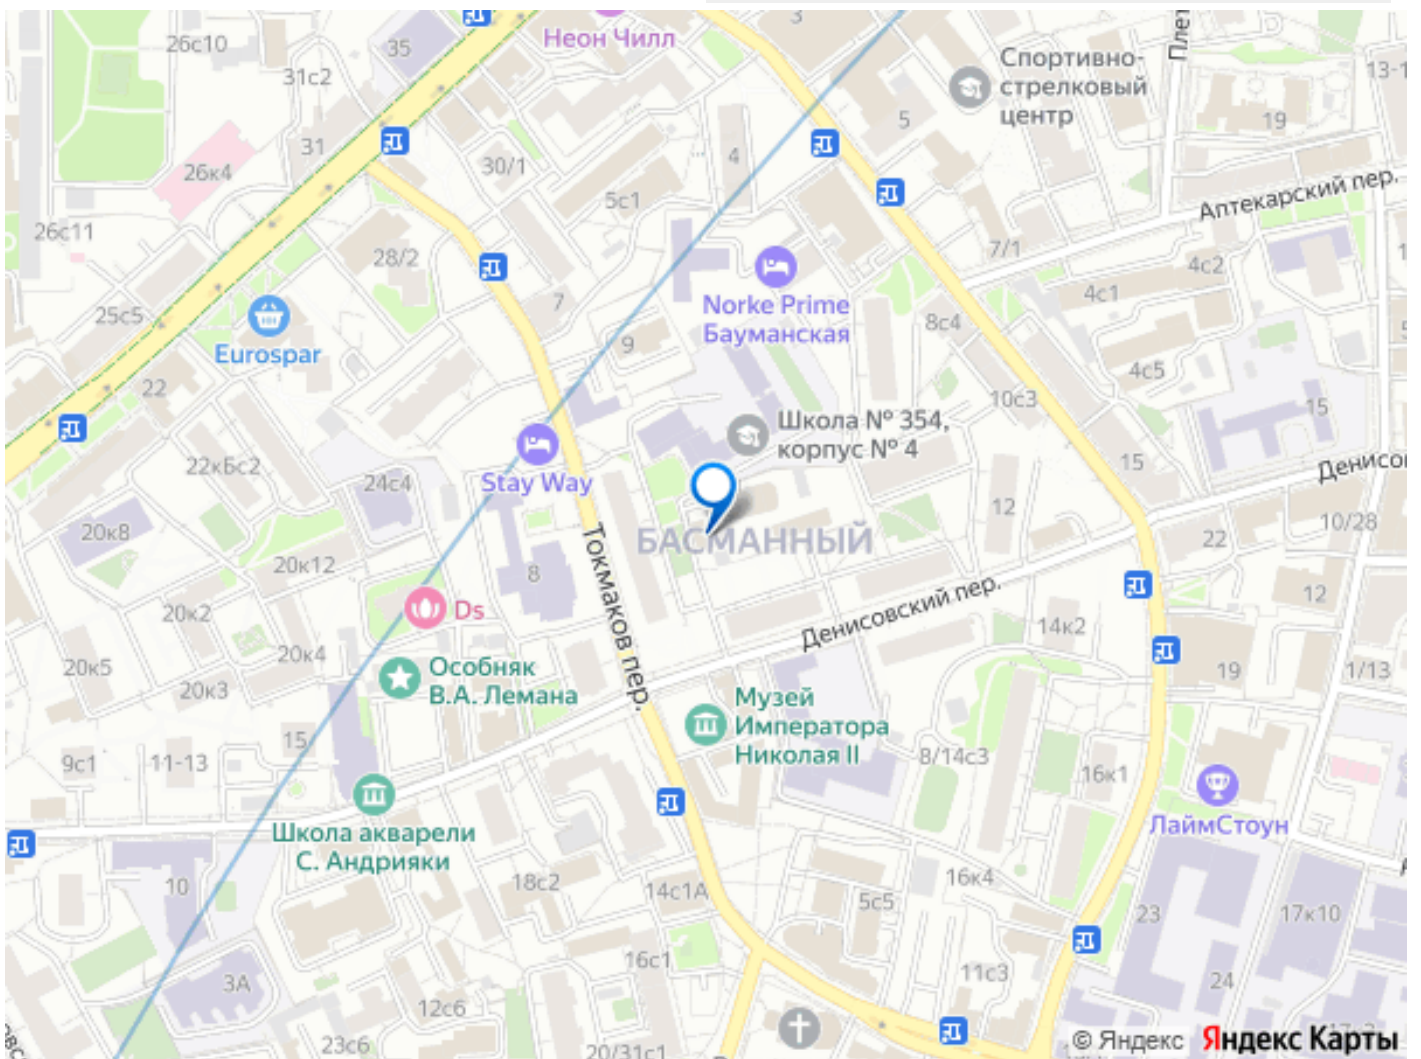 26с10
35
Неон Чилл
3
Плет
31с2
Спортивно-
стрелковый
центр
13-1
5
19
31
30/1
4
26к4
5с1
Аптекарский пер.
26с11
28/2
7/1
4с2
4с1
Norke Prime
Бауманская
25с5
7
8с4
Eurospar
9
4с5
22
10с3
15
Школа № 354,
корпус № 4
22кБс2
Stay Way
24с4
15
Денисо
12
10/28
20к8
БАСМАННЫЙ
22
20к12
8
Токмаков пер.
12
20к2
Ds
Денисовский пер.
14к2
20к5
20к4
Особняк
В.А. Лемана
19
1/13
20к3
Музей
Императора
Николая II
15
9с1
11-13
8/14с3
16к1
Школа акварели
С. Андрияки
ЛаймСтоун
10
18с2
14с1А
16к4
5с5
23
17к10
3А
16с1
11с3
24
12с6
23с6
20/31с1
© Яндекс
Яндекс Карты